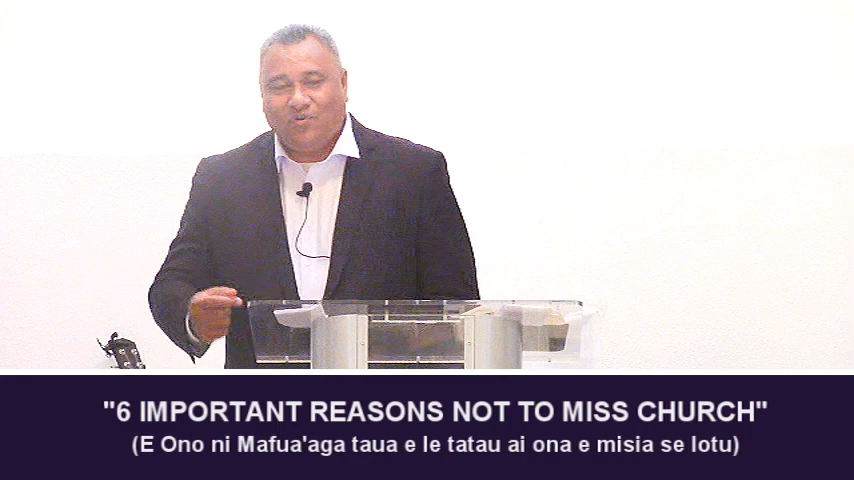 "6 IMPORTANT REASONS NOT TO MISS CHURCH"
(E Ono ni Mafua'aga taua e le tatau ai ona e misia se lotu)